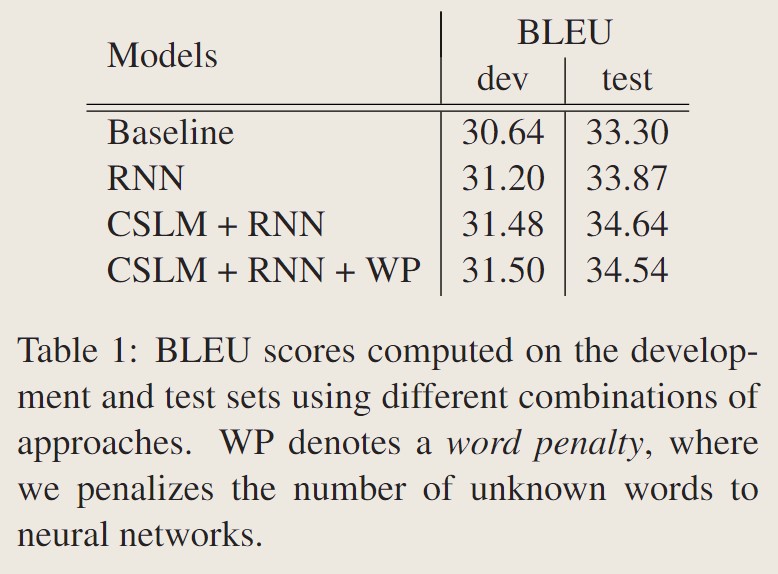 Models BLEU
dev test
Baseline 30.64 33.30
RNN 31.20 33.87
CSLM + RNN 31.48 34.64
CSLM + RNN + WP 31.50 34.54
Table 1: BLEU scores computed on the develop-
ment and test sets using different combinations of
approaches. WP denotes a word penalty, where
we penalizes the number of unknown words to
neural networks.